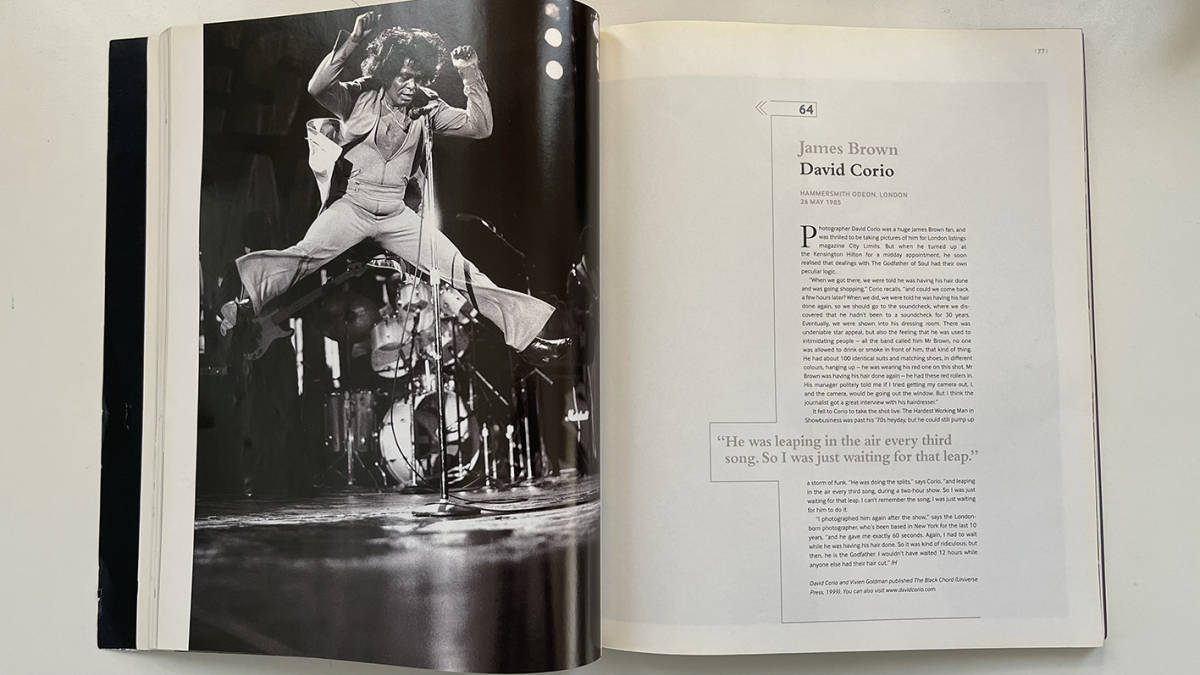 [77]
64
James Brown
David Corio
HAMMERSMITH ODEON, LONDON
26 MAY 1985
Photographer David Corio was a huge James Brown fan, and
was thrilled to be taking pictures of him for London listings
magazine City Limits. But when he turned up at
the Kensington Hilton for a midday appointment, he soon
realised that dealings with The Godfather of Soul had their own
peculiar logic.
"When we got there, we were told he was having his hair done
and was going shopping," Corio recalls, "and could we come back
a few hours later? When we did, we were told he was having his hair
done again, so we should go to the soundcheck, where we dis-
covered that he hadn't been to a soundcheck for 30 years.
Eventually, we were shown into his dressing room. There was
undeniable star appeal, but also the feeling that he was used to
intimidating people – all the band called him Mr Brown, no one
was allowed to drink or smoke in front of him, that kind of thing.
He had about 100 identical suits and matching shoes, in different
colours, hanging up – he was wearing his red one on this shot. Mr
Brown was having his hair done again – he had these red rollers in.
His manager politely told me if I tried getting my camera out, I,
and the camera, would be going out the window. But I think the
journalist got a great interview with his hairdresser."
It fell to Corio to take the shot live. The Hardest Working Man in
Showbusiness was past his '70s heyday, but he could still pump up
"He was leaping in the air every third
song. So I was just waiting for that leap."
a storm of funk. "He was doing the splits," says Corio, "and leaping
in the air every third song, during a two-hour show. So I was just
waiting for that leap. I can't remember the song; I was just waiting
for him to do it.
"I photographed him again after the show," says the London-
born photographer, who's been based in New York for the last 10
years, "and he gave me exactly 60 seconds. Again, I had to wait
while he was having his hair done. So it was kind of ridiculous, but
then, he is the Godfather. I wouldn't have waited 12 hours while
anyone else had their hair cut." IH
David Corio and Vivien Goldman published The Black Chord (Universe
Press, 1999). You can also visit www.davidcorio.com